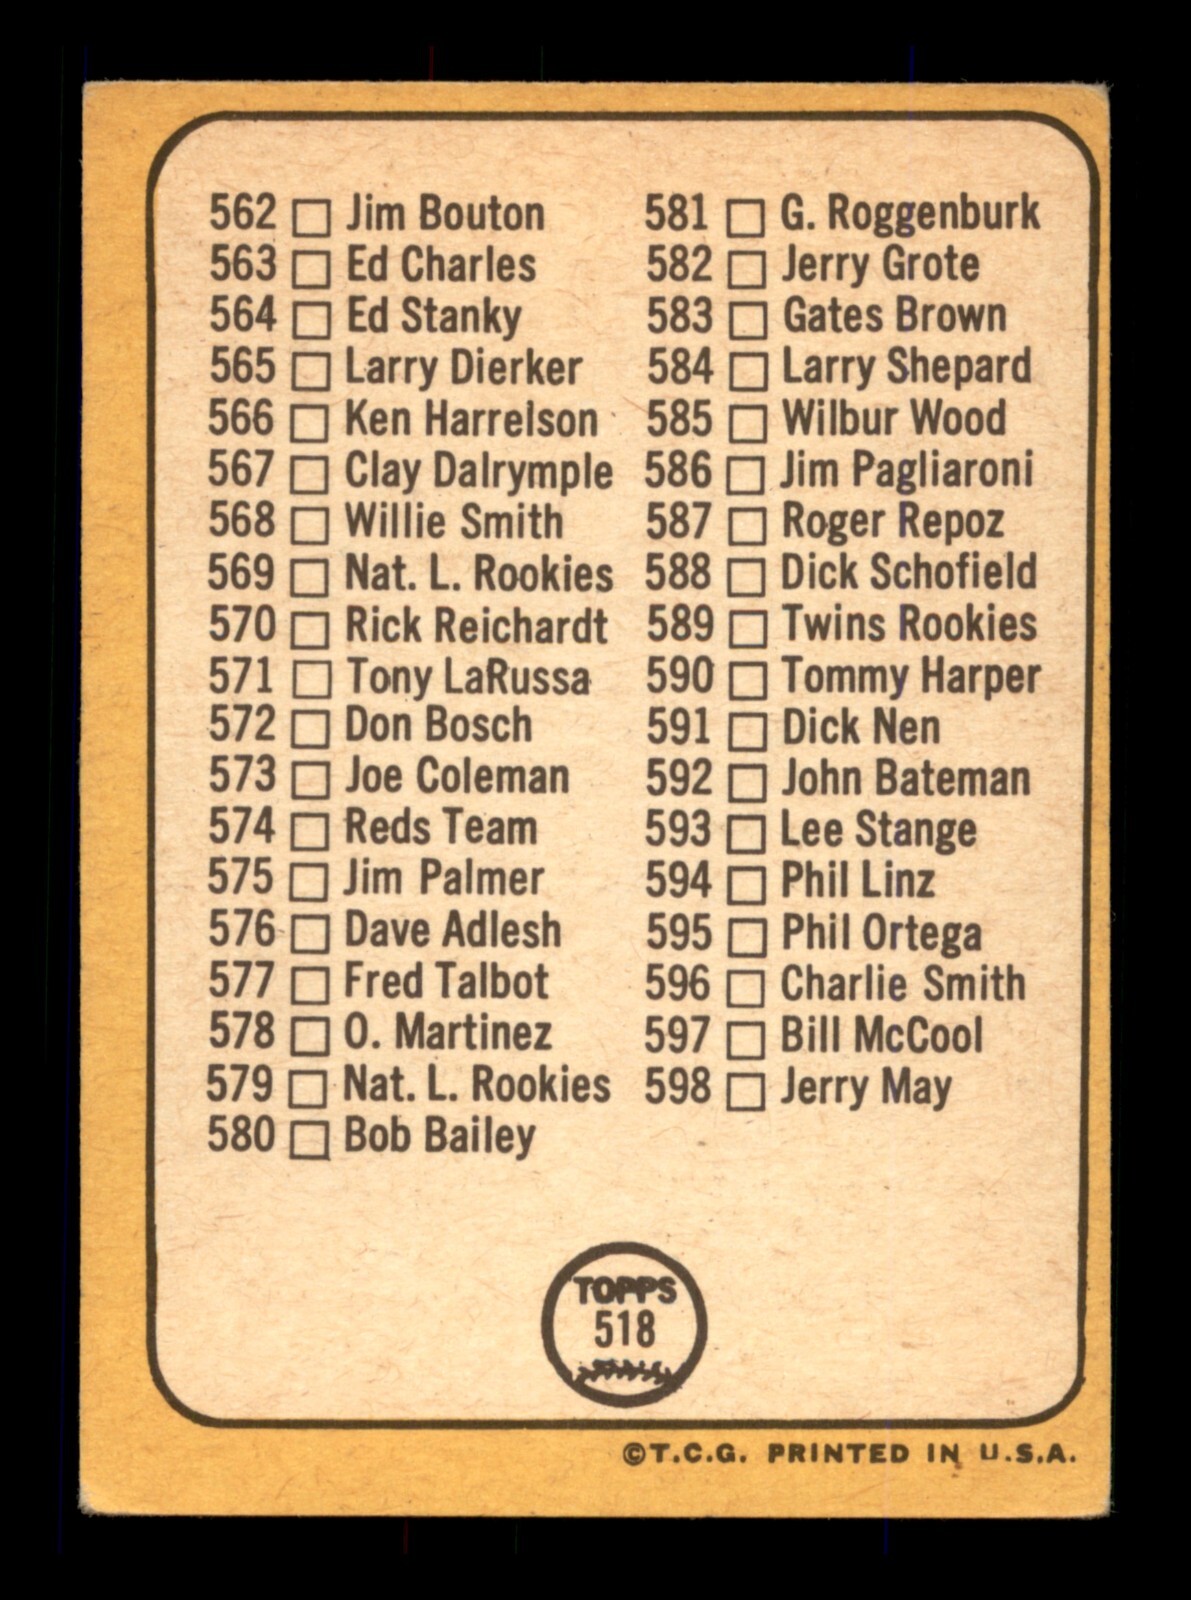 562 Jim Bouton
563 Ed Charles
564 Ed Stanky
565 Larry Dierker
566 Ken Harrelson
567 Clay Dalrymple
568 Willie Smith
569 Nat. L. Rookies
570 Rick Reichardt
571 Tony LaRussa
572 Don Bosch
573 Joe Coleman
574 Reds Team
575 Jim Palmer
576 Dave Adlesh
577 Fred Talbot
578 O. Martinez
579 Nat. L. Rookies
580 Bob Bailey
581 G. Roggenburk
582 Jerry Grote
583 Gates Brown
584 Larry Shepard
585 Wilbur Wood
586 Jim Pagliaroni
587 Roger Repoz
588 Dick Schofield
589 Twins Rookies
590 Tommy Harper
591 Dick Nen
592 John Bateman
593 Lee Stange
594 Phil Linz
595 Phil Ortega
596 Charlie Smith
597 Bill McCool
598 Jerry May
TOPPS
518
©T.C.G. PRINTED IN U.S.A.